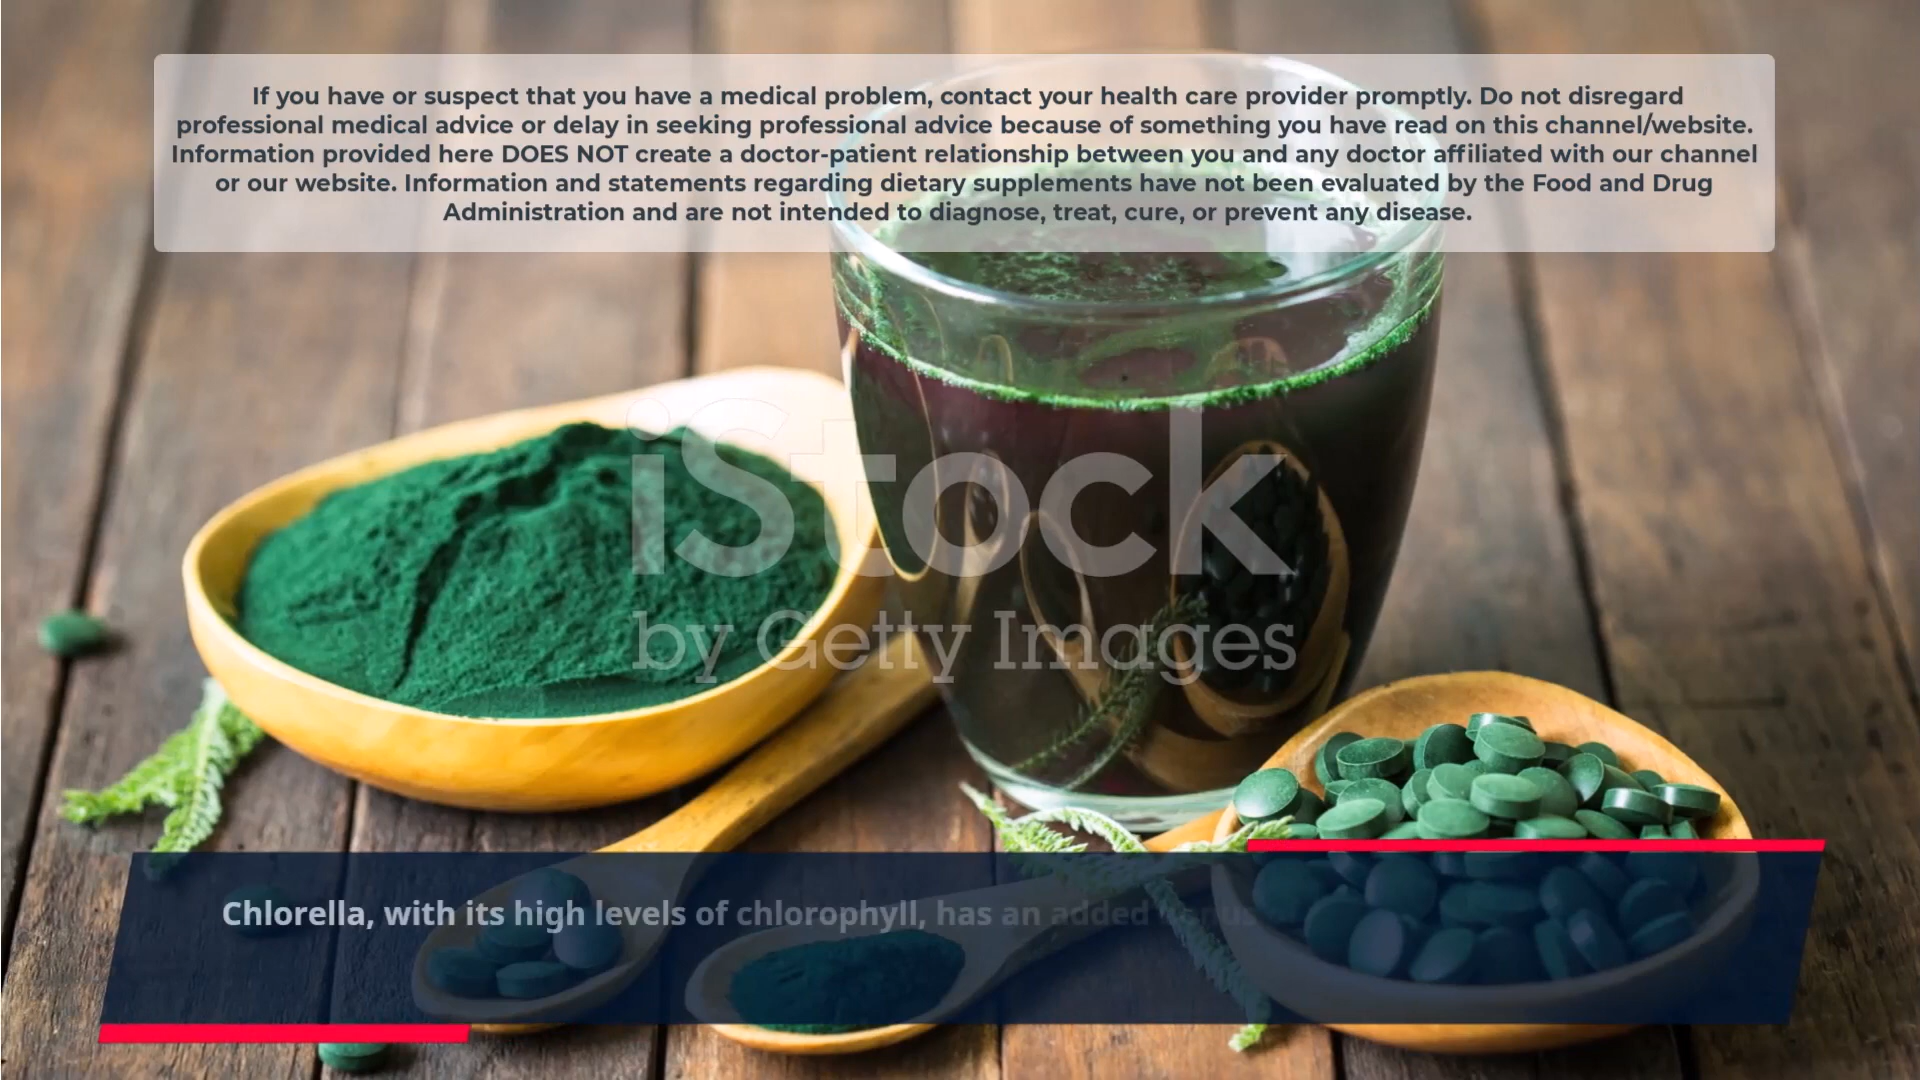 If you have or suspect that you have a medical problem, contact your health care provider promptly. Do not disregard
professional medical advice or delay in seeking professional advice because of something you have read on this channel/website.
Information provided here DOES NOT create a doctor-patient relationship between you and any doctor affiliated with our channel
or our website. Information and statements regarding dietary supplements have not been evaluated by the Food and Drug
Administration and are not intended to diagnose, treat, cure, or prevent any disease.
iStock
by Getty Images
Chlorella, with its high levels of chlorophyll, has an added